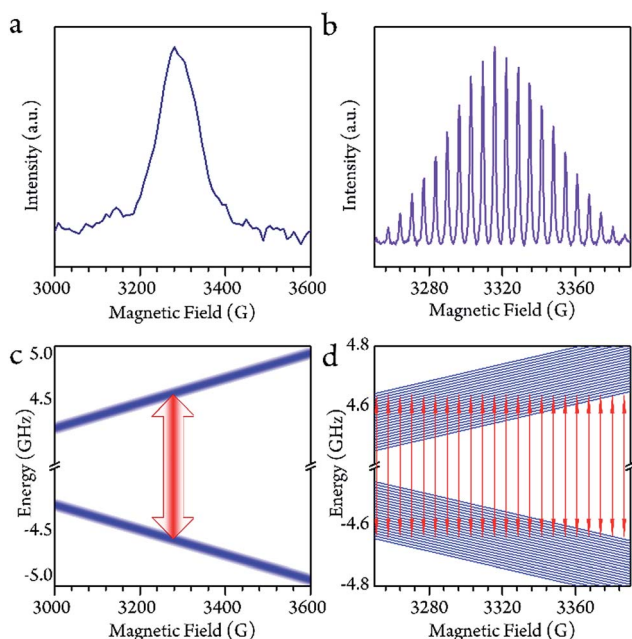 a
Intensity (a.u.)
3000 3200 3400 3600
Magnetic Field (G)
b
Intensity (a.u.)
3280 3320 3360
Magnetic Field (G)
c
Energy (GHz)
5.0
4.5
-4.5
-5.0
3000 3200 3400 3600
Magnetic Field (G)
d
Energy (GHz)
4.8
4.6
-4.6
-4.8
3280 3320 3360
Magnetic Field (G)